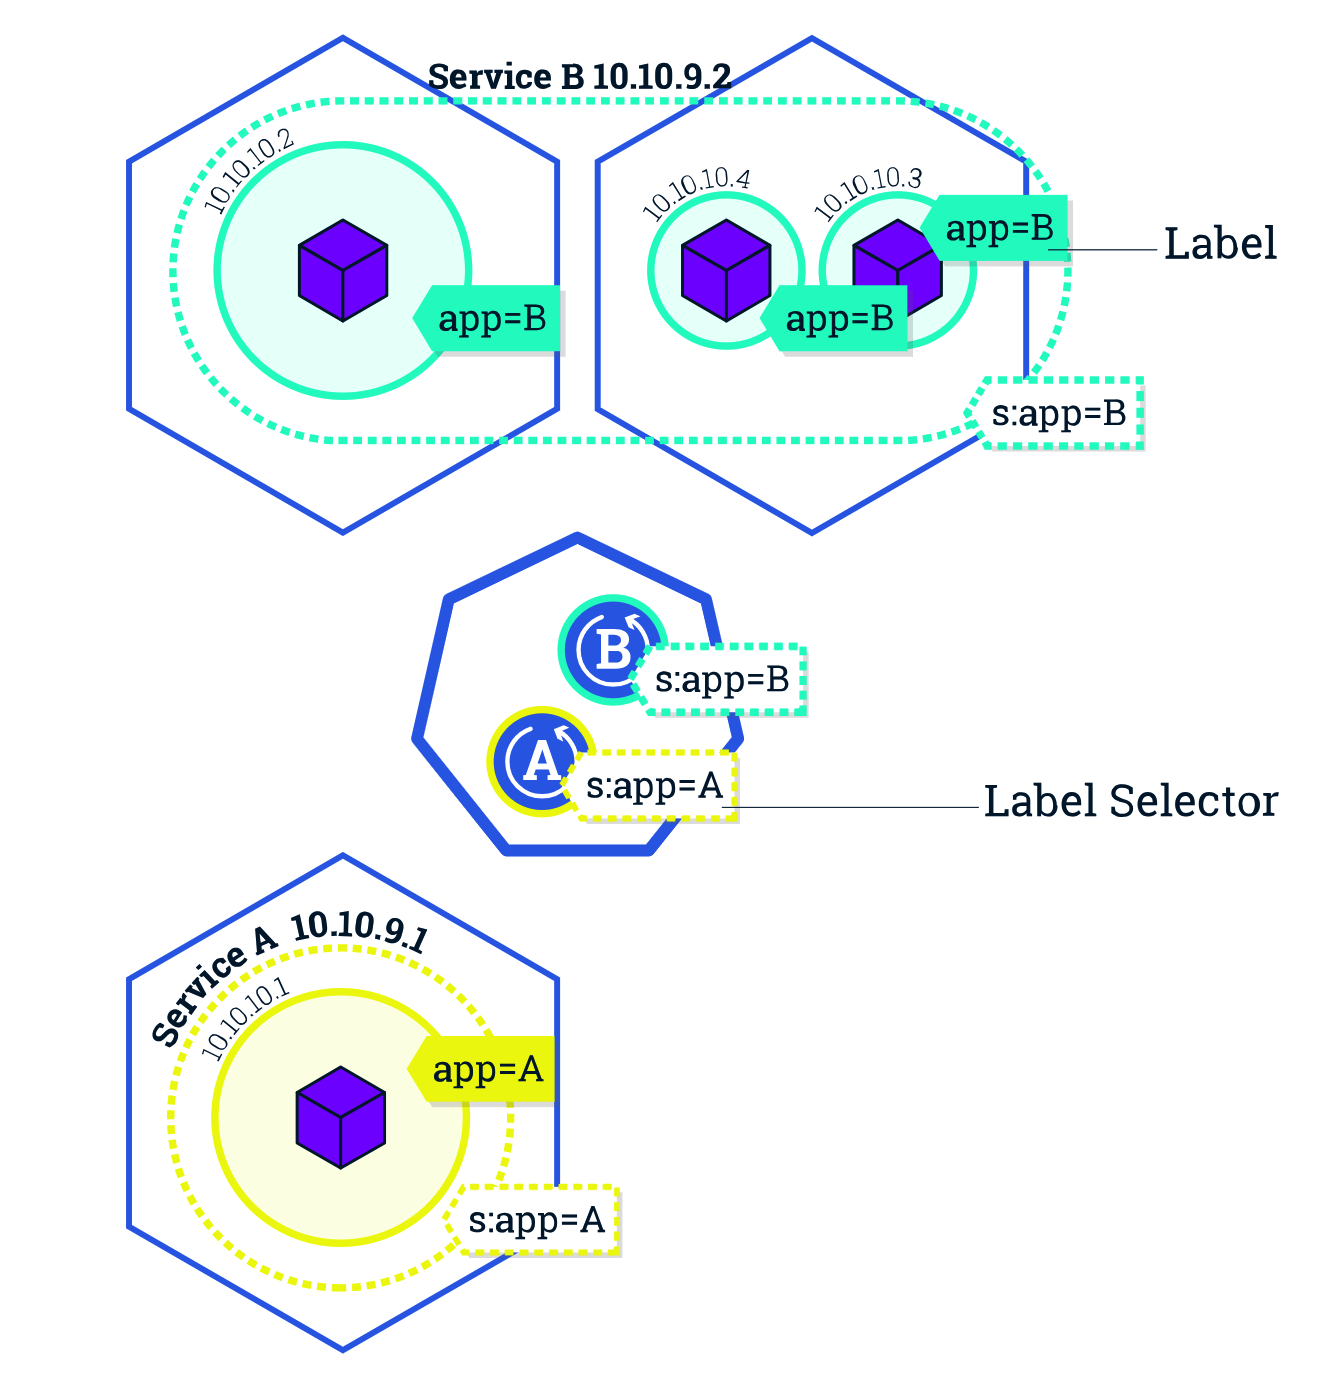 Service B 10.10.9.2
10.10.10.2
10.10.10.4
10.10.10.3
app=B
Label
app=B
app=B
s:app=B
B
s:app=B
A
s:app=A
Label Selector
Service A 10.10.9.1
10.10.10.1
app=A
s:app=A